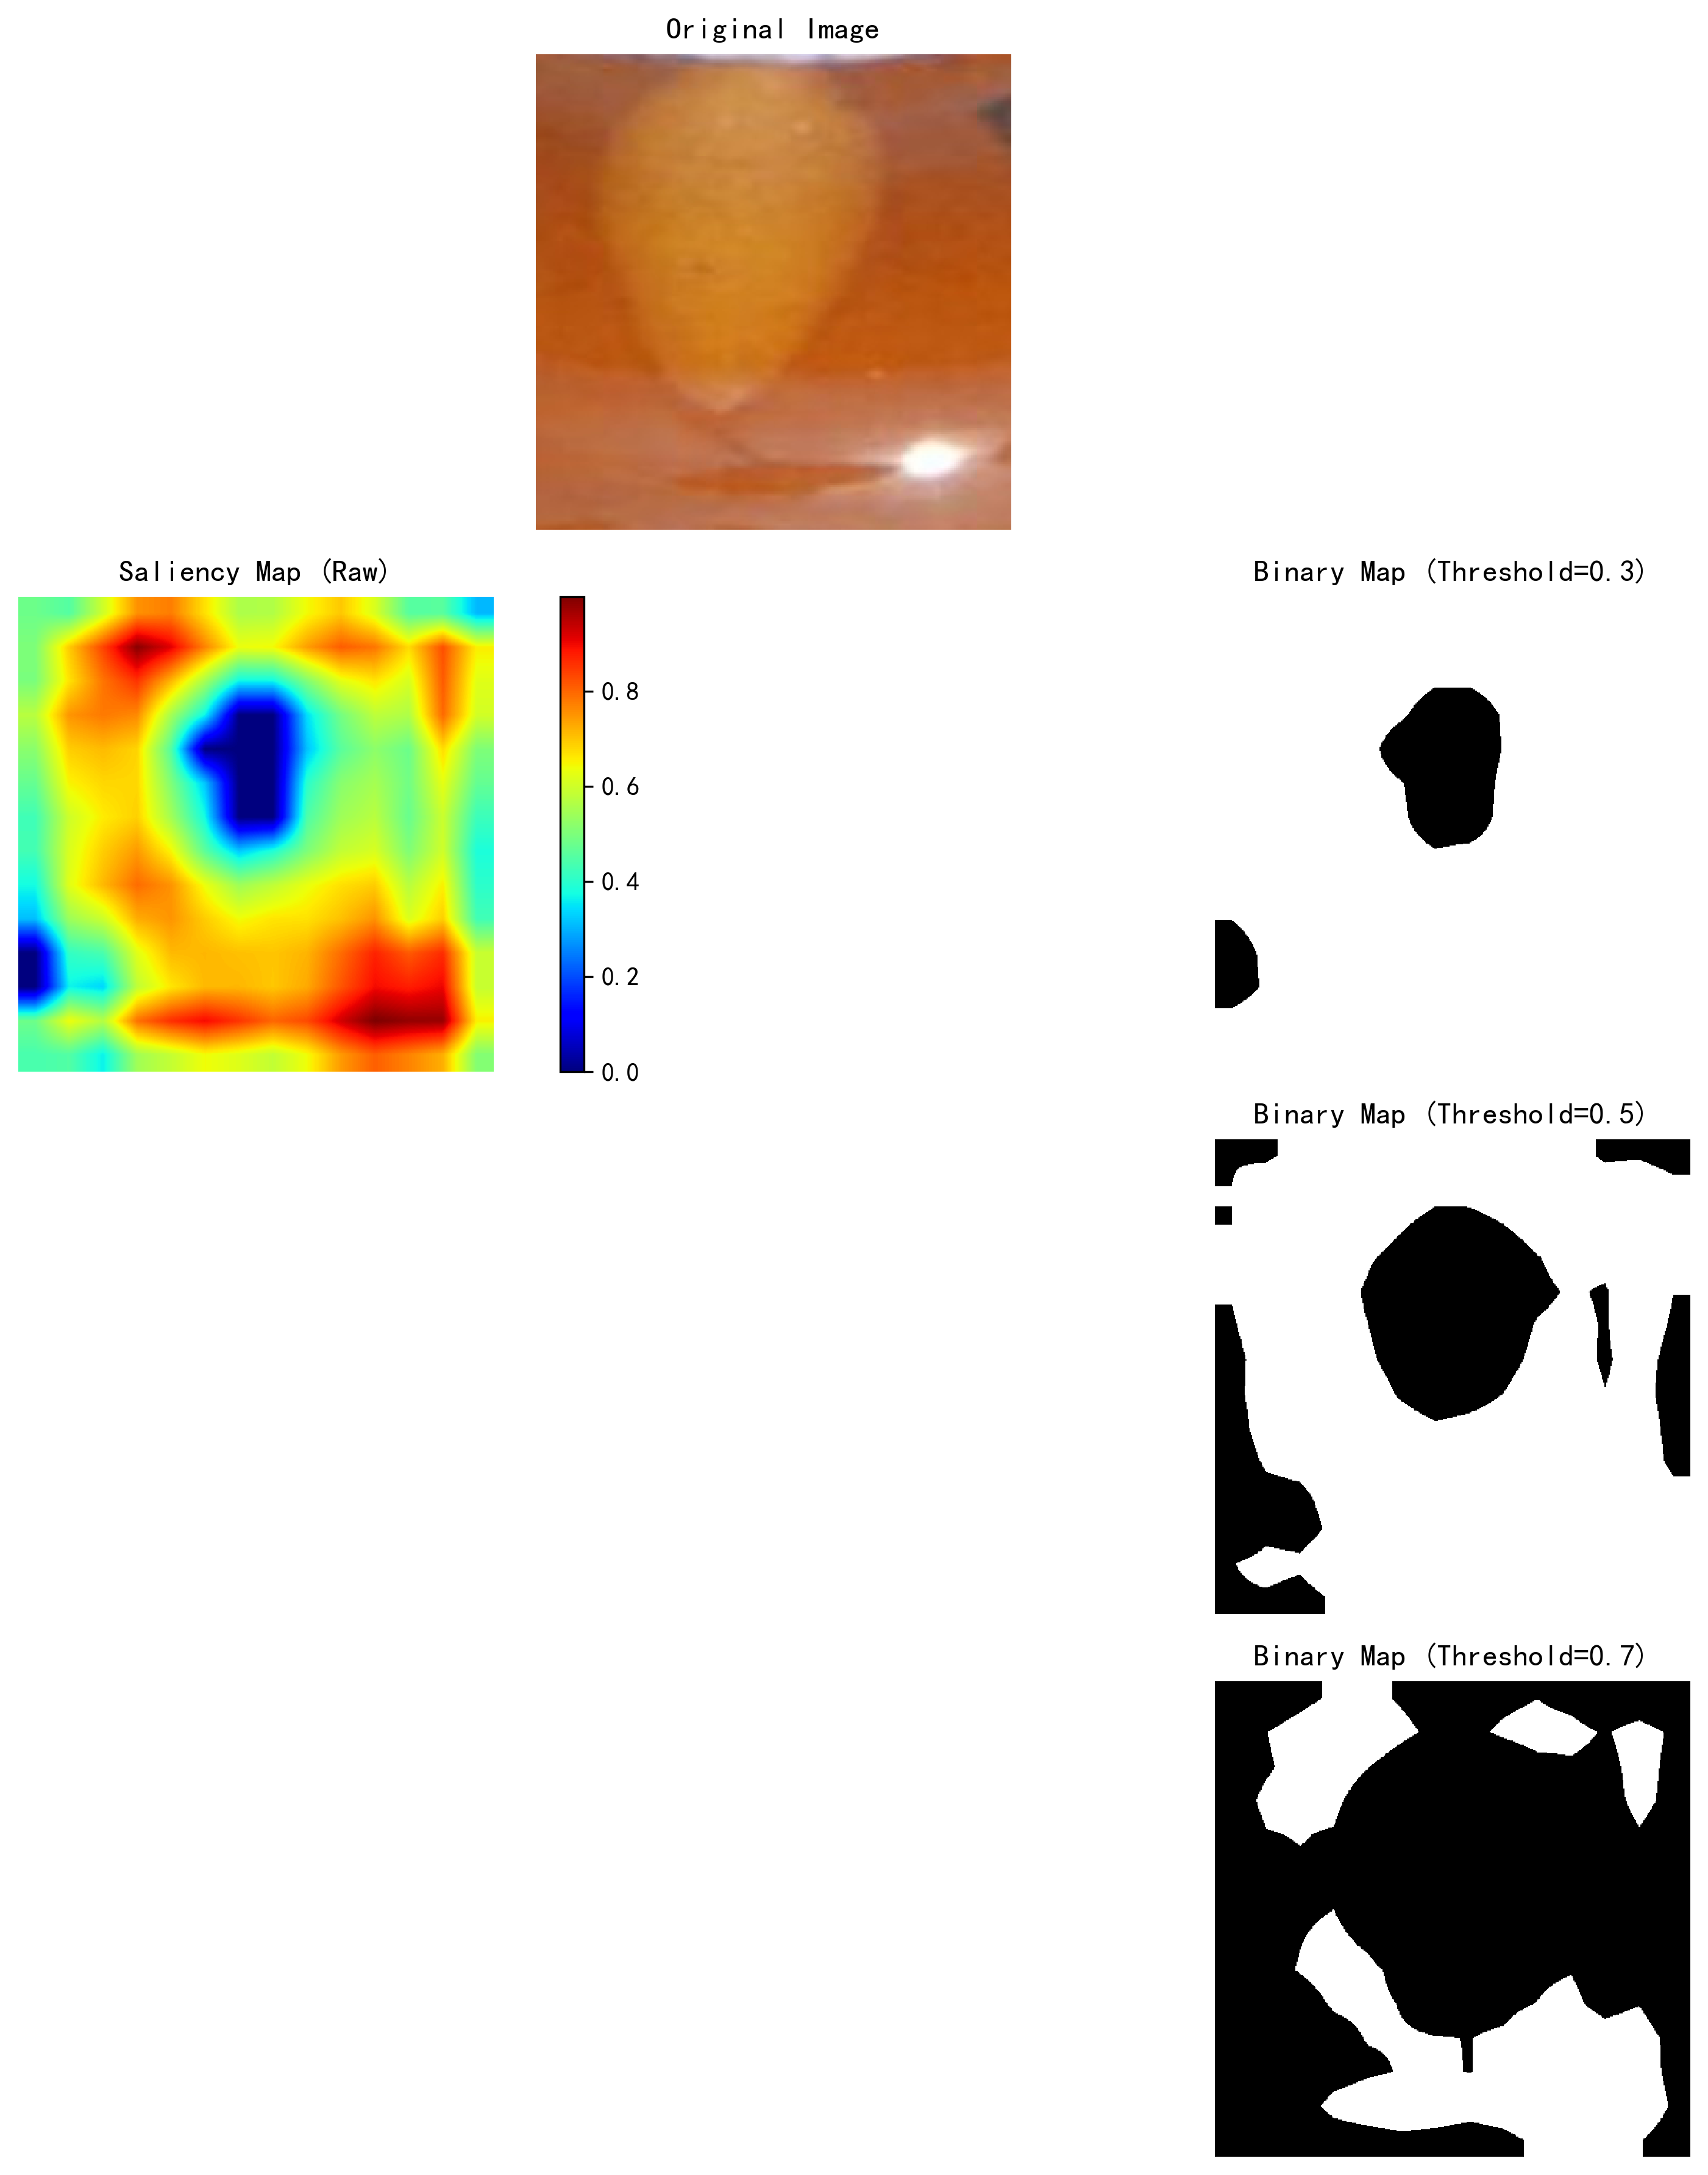 Original Image
Saliency Map (Raw)
Binary Map (Threshold=0.3)
0.8
0.6
0.4
0.2
0.0
Binary Map (Threshold=0.5)
Binary Map (Threshold=0.7)